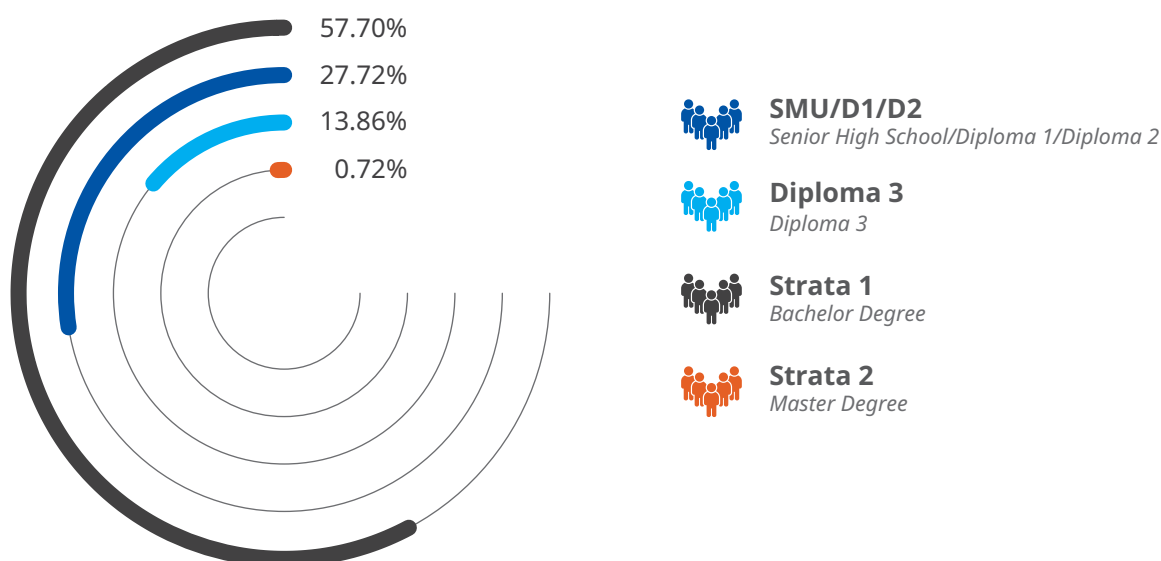 57.70%
27.72%
13.86%
0.72%
SMU/D1/D2
Senior High School/Diploma 1/Diploma 2
Diploma 3
Diploma 3
Strata 1
Bachelor Degree
Strata 2
Master Degree